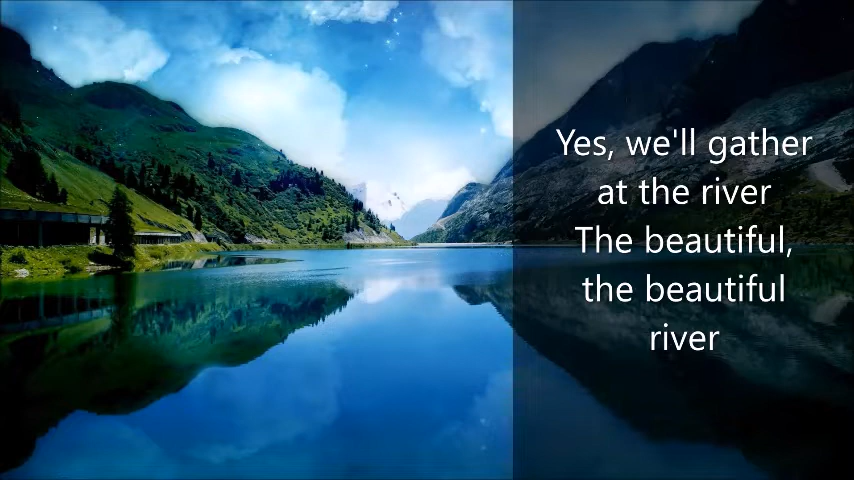 Yes, we'll gather
at the river
The beautiful,
the beautiful
river